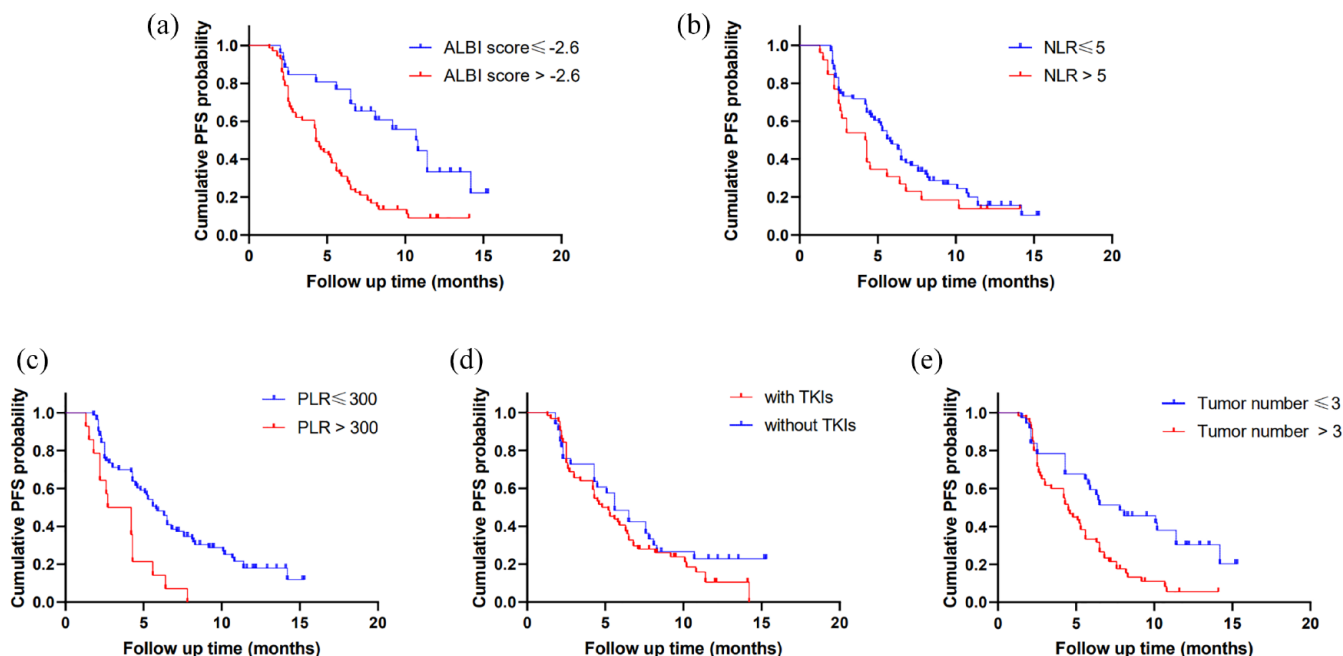 (a)
ALBI score≤ -2.6
ALBI score > -2.6
Cumulative PFS probability
1.0
0.8
0.6
0.4
0.2
0.0
0 5 10 15 20
Follow up time (months)
(b)
NLR≤ 5
NLR > 5
Cumulative PFS probability
1.0
0.8
0.6
0.4
0.2
0.0
0 5 10 15 20
Follow up time (months)
(c)
PLR≤ 300
PLR > 300
Cumulative PFS probability
1.0
0.8
0.6
0.4
0.2
0.0
0 5 10 15 20
Follow up time (months)
(d)
with TKIs
without TKIs
Cumulative PFS probability
1.0
0.8
0.6
0.4
0.2
0.0
0 5 10 15 20
Follow up time (months)
(e)
Tumor number ≤3
Tumor number > 3
Cumulative PFS probability
1.0
0.8
0.6
0.4
0.2
0.0
0 5 10 15 20
Follow up time (months)